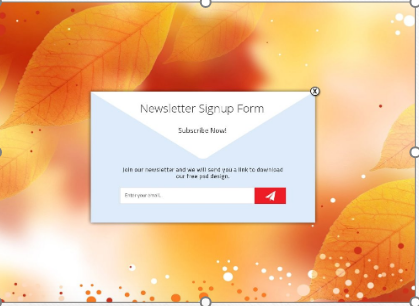 X
Newsletter Signup Form
Subscribe Now!
Join our newsletter and we will send you a link to download
our free psd design.
Enter your email